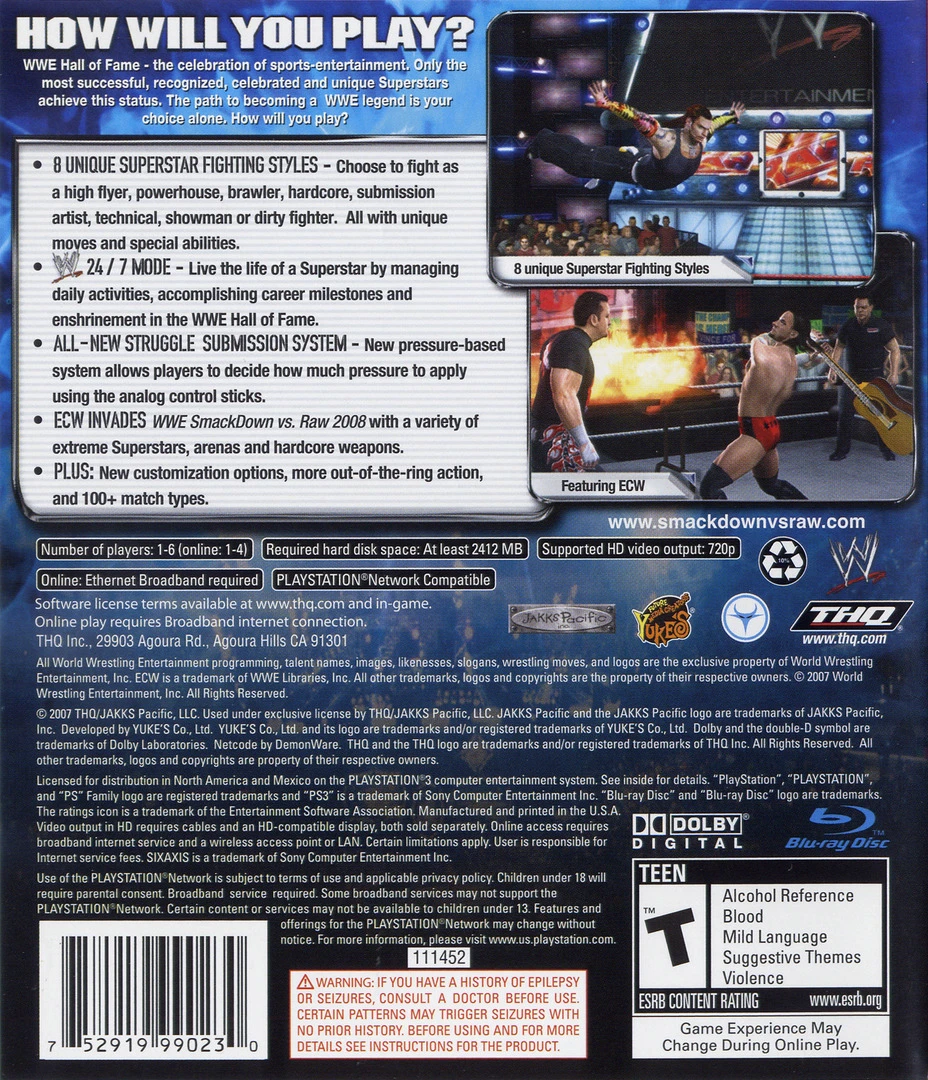 HOW WILL YOU PLAY?
WWE Hall of Fame - the celebration of sports-entertainment. Only the
most successful, recognized, celebrated and unique Superstars
achieve this status. The path to becoming a WWE legend is your
choice alone. How will you play?
• 8 UNIQUE SUPERSTAR FIGHTING STYLES – Choose to fight as
a high flyer, powerhouse, brawler, hardcore, submission
artist, technical, showman or dirty fighter. All with unique
moves and special abilities.
• W 24 / 7 MODE – Live the life of a Superstar by managing
daily activities, accomplishing career milestones and
enshrinement in the WWE Hall of Fame.
• ALL-NEW STRUGGLE SUBMISSION SYSTEM – New pressure-based
system allows players to decide how much pressure to apply
using the analog control sticks.
• ECW INVADES WWE SmackDown vs. Raw 2008 with a variety of
extreme Superstars, arenas and hardcore weapons.
• PLUS: New customization options, more out-of-the-ring action,
and 100+ match types.
ERTAINMEN
8 unique Superstar Fighting Styles
THE CHAMP
IS HERE!
Featuring ECW
www.smackdownvsraw.com
Number of players: 1-6 (online: 1-4)
Required hard disk space: At least 2412 MB
Supported HD video output: 720p
10%
W
Online: Ethernet Broadband required
PLAYSTATION®Network Compatible
Software license terms available at www.thq.com and in-game.
Online play requires Broadband internet connection.
THQ Inc., 29903 Agoura Rd., Agoura Hills CA 91301
JAKKS Pacific
inc.
FUTURE MEDIA CREATOR
YUKE'S
THQ®
www.thq.com
All World Wrestling Entertainment programming, talent names, images, likenesses, slogans, wrestling moves, and logos are the exclusive property of World Wrestling
Entertainment, Inc. ECW is a trademark of WWE Libraries, Inc. All other trademarks, logos and copyrights are the property of their respective owners. © 2007 World
Wrestling Entertainment, Inc. All Rights Reserved.
© 2007 THQ/JAKKS Pacific, LLC. Used under exclusive license by THQ/JAKKS Pacific, LLC. JAKKS Pacific and the JAKKS Pacific logo are trademarks of JAKKS Pacific,
Inc. Developed by YUKE'S Co., Ltd. YUKE'S Co., Ltd. and its logo are trademarks and/or registered trademarks of YUKE'S Co., Ltd. Dolby and the double-D symbol are
trademarks of Dolby Laboratories. Netcode by DemonWare. THQ and the THQ logo are trademarks and/or registered trademarks of THQ Inc. All Rights Reserved. All
other trademarks, logos and copyrights are property of their respective owners.
Licensed for distribution in North America and Mexico on the PLAYSTATION®3 computer entertainment system. See inside for details. "PlayStation", "PLAYSTATION",
and "PS" Family logo are registered trademarks and "PS3" is a trademark of Sony Computer Entertainment Inc. "Blu-ray Disc" and "Blu-ray Disc" logo are trademarks.
The ratings icon is a trademark of the Entertainment Software Association. Manufactured and printed in the U.S.A.
Video output in HD requires cables and an HD-compatible display, both sold separately. Online access requires
broadband internet service and a wireless access point or LAN. Certain limitations apply. User is responsible for
Internet service fees. SIXAXIS is a trademark of Sony Computer Entertainment Inc.
Use of the PLAYSTATION®Network is subject to terms of use and applicable privacy policy. Children under 18 will
require parental consent. Broadband service required. Some broadband services may not support the
PLAYSTATION®Network. Certain content or services may not be available to children under 13. Features and
offerings for the PLAYSTATION®Network may change without
notice. For more information, please visit www.us.playstation.com.
DOLBY®
DIGITAL
Blu-ray Disc™
TEEN
™
T
Alcohol Reference
Blood
Mild Language
Suggestive Themes
Violence
ESRB CONTENT RATING www.esrb.org
Game Experience May
Change During Online Play.
111452
WARNING: IF YOU HAVE A HISTORY OF EPILEPSY
OR SEIZURES, CONSULT A DOCTOR BEFORE USE.
CERTAIN PATTERNS MAY TRIGGER SEIZURES WITH
NO PRIOR HISTORY. BEFORE USING AND FOR MORE
DETAILS SEE INSTRUCTIONS FOR THE PRODUCT.
7 52919 99023 0